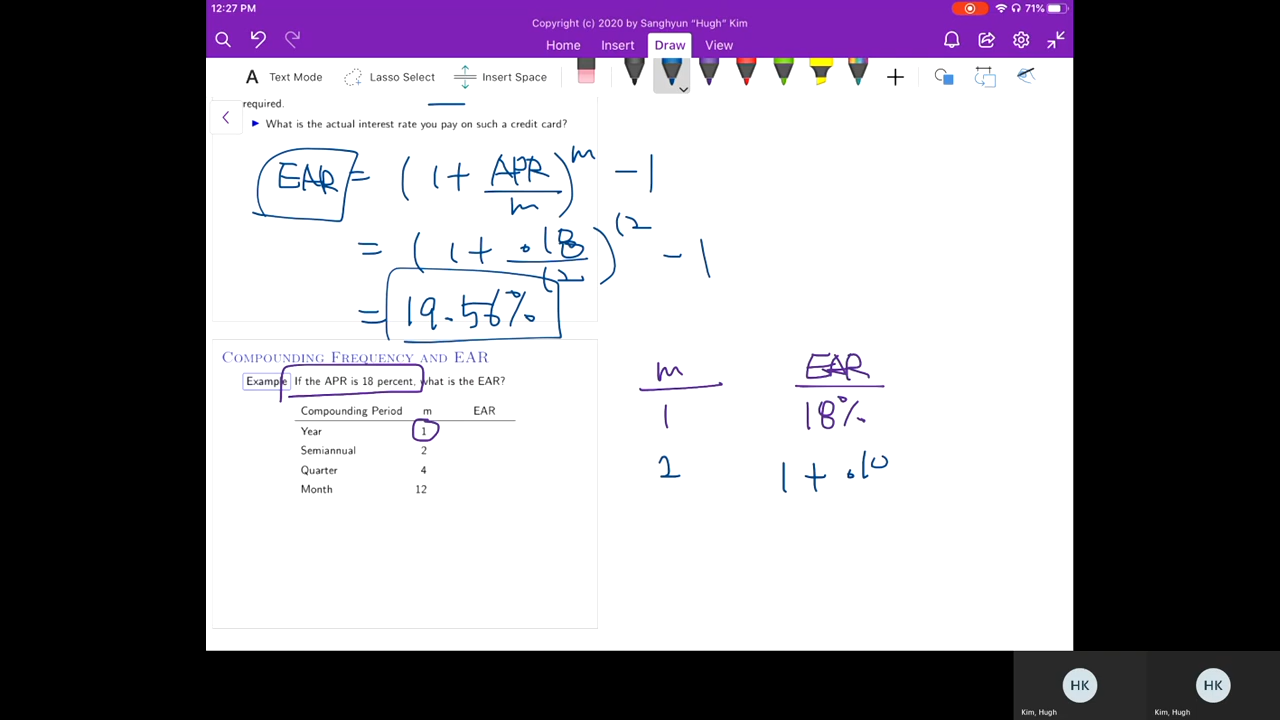 12:27 PM
71%
Copyright (c) 2020 by Sanghyun "Hugh" Kim
Home Insert Draw View
A Text Mode Lasso Select Insert Space
required.
What is the actual interest rate you pay on such a credit card?
EAR = (1 + APR/m)^m - 1
= (1 + .18/12)^12 - 1
= 19.56%
COMPOUNDING FREQUENCY AND EAR
Example If the APR is 18 percent, what is the EAR?
Compounding Period m EAR
Year 1
Semiannual 2
Quarter 4
Month 12
m EAR
1 18%
2 1 + .10
HK HK
Kim, Hugh Kim, Hugh